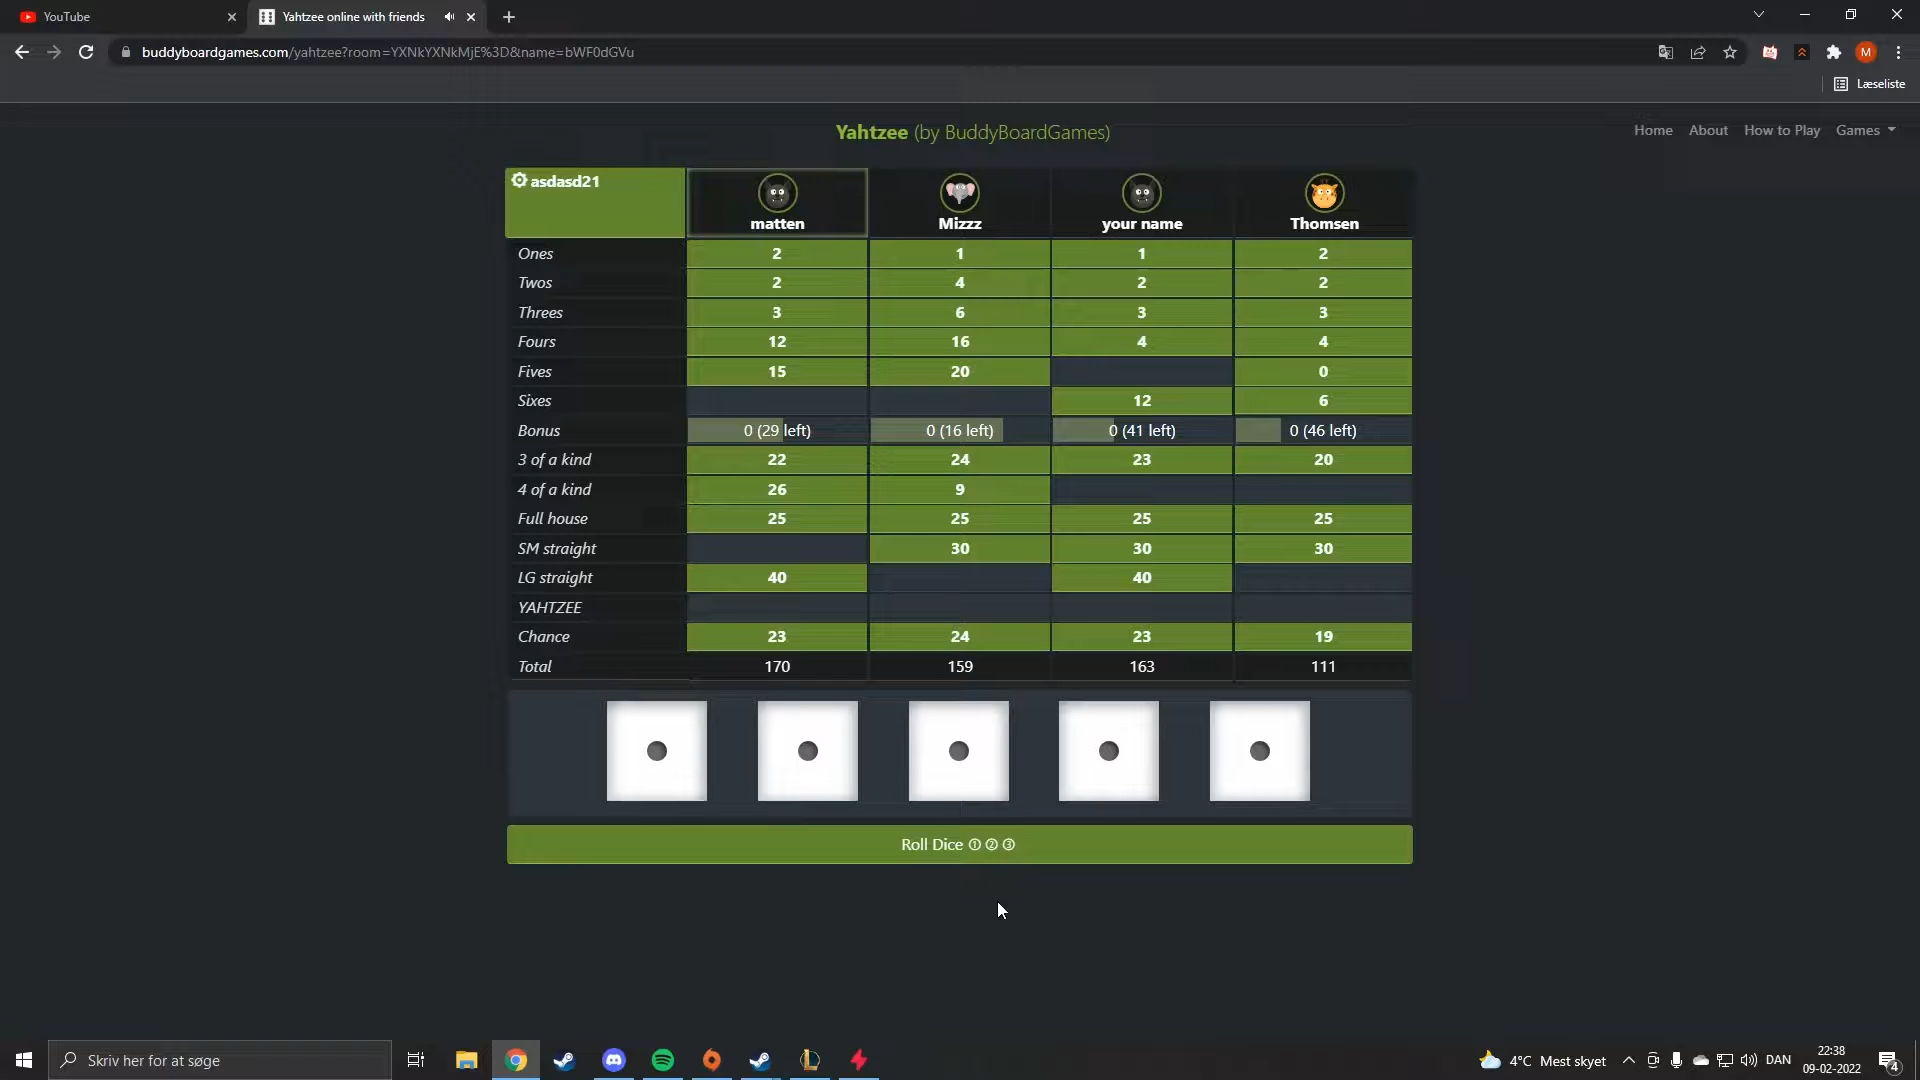 YouTube
Yahtzee online with friends
buddyboardgames.com/yahtzee?room=YXNkYXNkMjE%3D&name=bWF0dGVu
M
Læseliste
Yahtzee (by BuddyBoardGames)
Home About How to Play Games
asdasd21 matten Mizzz your name Thomsen
Ones 2 1 1 2
Twos 2 4 2 2
Threes 3 6 3 3
Fours 12 16 4 4
Fives 15 20 0
Sixes 12 6
Bonus 0 (29 left) 0 (16 left) 0 (41 left) 0 (46 left)
3 of a kind 22 24 23 20
4 of a kind 26 9
Full house 25 25 25 25
SM straight 30 30 30
LG straight 40 40
YAHTZEE
Chance 23 24 23 19
Total 170 159 163 111
Roll Dice ① ② ③
Skriv her for at søge
4°C Mest skyet
DAN
22:38
09-02-2022
4